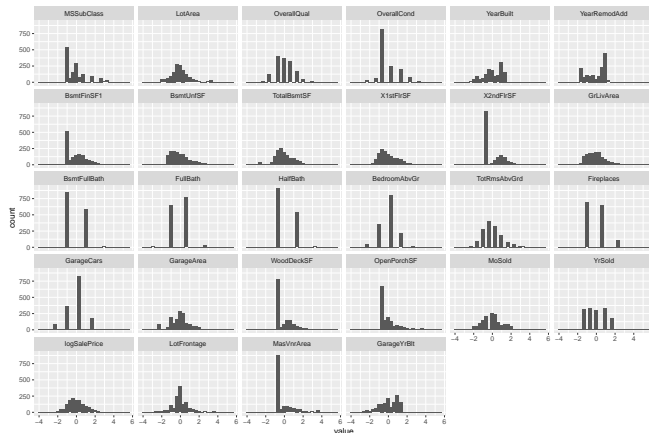 MSSubClass LotArea OverallQual OverallCond YearBuilt YearRemodAdd
750
500
250
0
BsmtFinSF1 BsmtUnfSF TotalBsmtSF X1stFlrSF X2ndFlrSF GrLivArea
750
500
250
0
BsmtFullBath FullBath HalfBath BedroomAbvGr TotRmsAbvGrd Fireplaces
750
500
250
0
count
GarageCars GarageArea WoodDeckSF OpenPorchSF MoSold YrSold
750
500
250
0
−4 −2 0 2 4 6 −4 −2 0 2 4
logSalePrice LotFrontage MasVnrArea GarageYrBlt
750
500
250
0
−4 −2 0 2 4 6 −4 −2 0 2 4 6 −4 −2 0 2 4 6 −4 −2 0 2 4 6
value